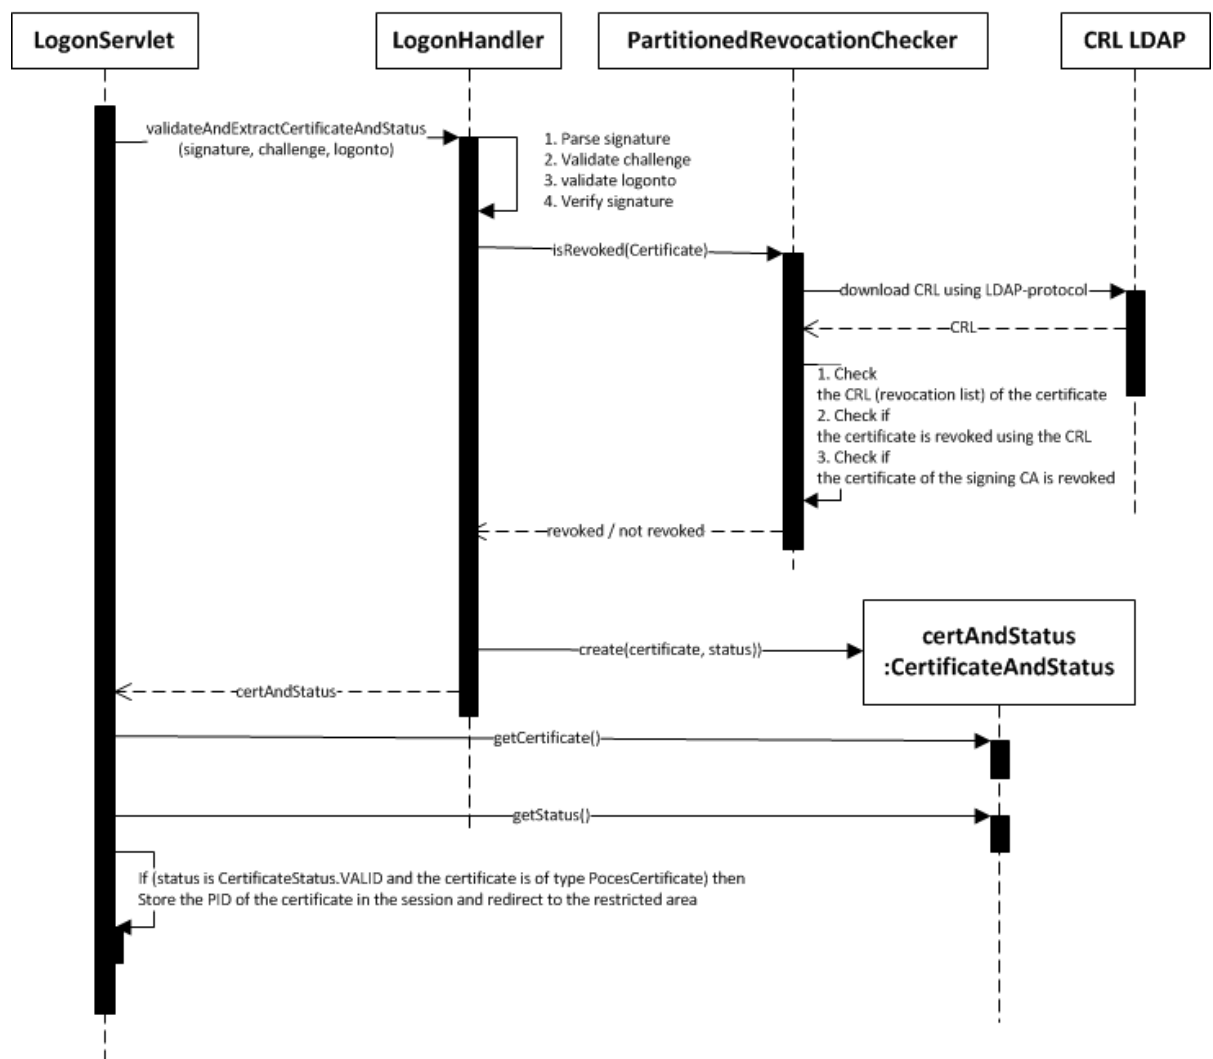 LogonServlet
LogonHandler
PartitionedRevocationChecker
CRL LDAP
validateAndExtractCertificateAndStatus
(signature, challenge, logonto)
1. Parse signature
2. Validate challenge
3. validate logonto
4. Verify signature
isRevoked(Certificate)
download CRL using LDAP-protocol
CRL
1. Check
the CRL (revocation list) of the certificate
2. Check if
the certificate is revoked using the CRL
3. Check if
the certificate of the signing CA is revoked
revoked / not revoked
certAndStatus
:CertificateAndStatus
create(certificate, status))
certAndStatus
getCertificate()
getStatus()
If (status is CertificateStatus.VALID and the certificate is of type PocesCertificate) then
Store the PID of the certificate in the session and redirect to the restricted area